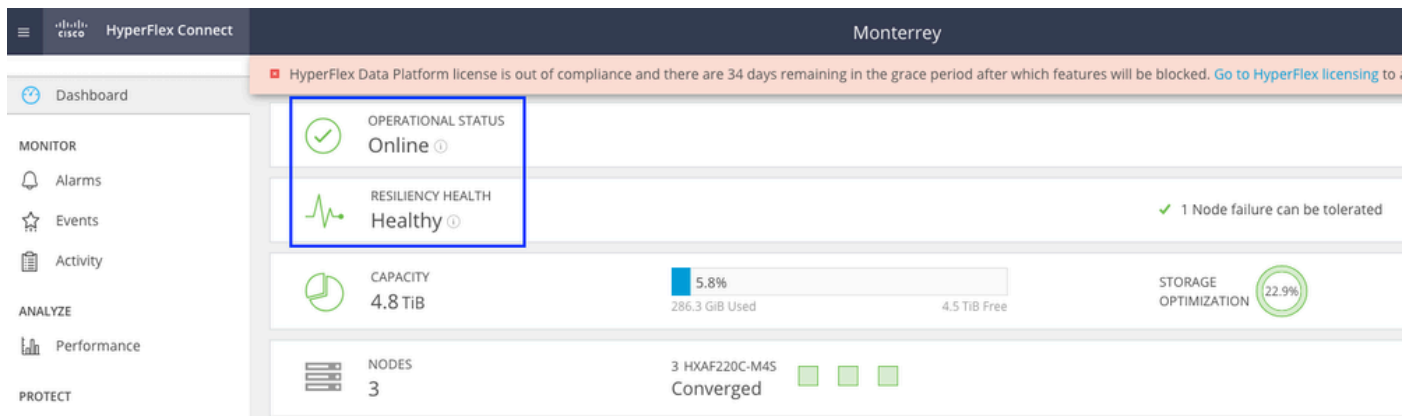 cisco HyperFlex Connect
Monterrey
HyperFlex Data Platform license is out of compliance and there are 34 days remaining in the grace period after which features will be blocked. Go to HyperFlex licensing to
Dashboard
MONITOR
Alarms
Events
Activity
ANALYZE
Performance
PROTECT
OPERATIONAL STATUS
Online
RESILIENCY HEALTH
Healthy
1 Node failure can be tolerated
CAPACITY
4.8 TiB
5.8%
286.3 GiB Used
4.5 TiB Free
STORAGE
OPTIMIZATION
22.9%
NODES
3
3 HXAF220C-M4S
Converged